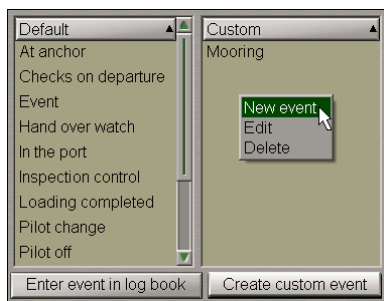 Default
At anchor
Checks on departure
Event
Hand over watch
In the port
Inspection control
Loading completed
Pilot change
Pilot off
Custom
Mooring
New event
Edit
Delete
Enter event in log book
Create custom event